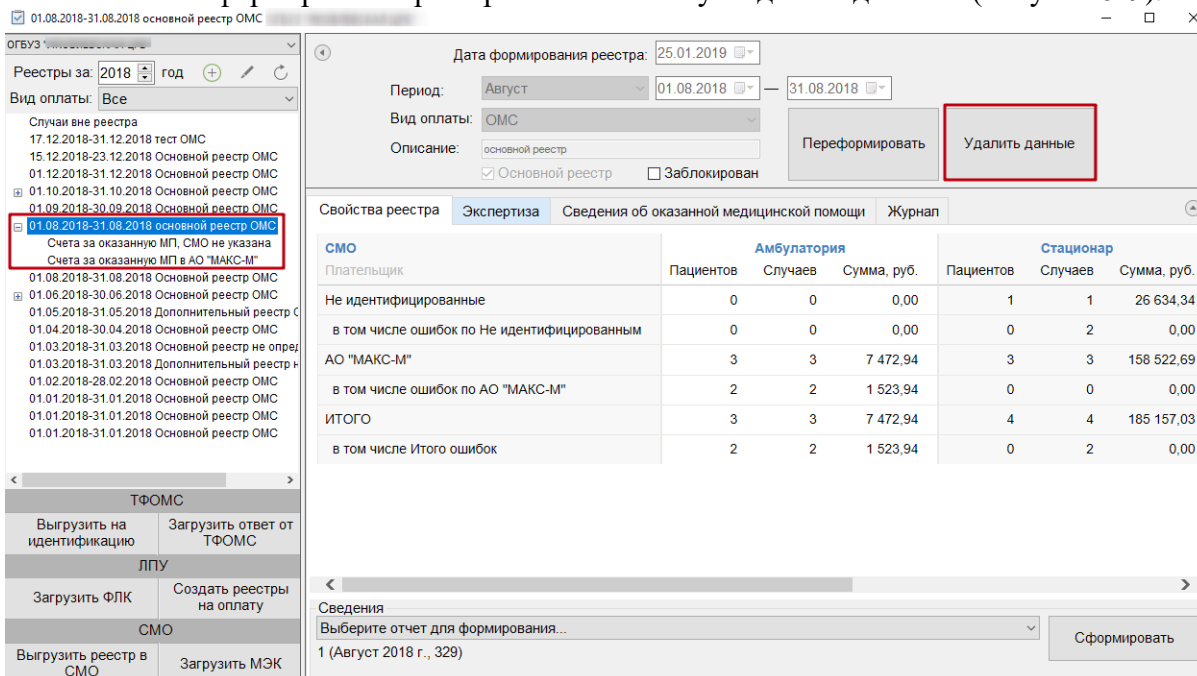 01.08.2018-31.08.2018 основной реестр ОМС
ОГБУЗ
Реестры за: 2018 год
Вид оплаты: Все
Случаи вне реестра
17.12.2018-31.12.2018 тест ОМС
15.12.2018-23.12.2018 Основной реестр ОМС
01.12.2018-31.12.2018 Основной реестр ОМС
01.10.2018-31.10.2018 Основной реестр ОМС
01.09.2018-30.09.2018 Основной реестр ОМС
01.08.2018-31.08.2018 основной реестр ОМС
Счета за оказанную МП, СМО не указана
Счета за оказанную МП в АО "МАКС-М"
01.08.2018-31.08.2018 Основной реестр ОМС
01.06.2018-30.06.2018 Основной реестр ОМС
01.05.2018-31.05.2018 Дополнительный реестр
01.04.2018-30.04.2018 Основной реестр ОМС
01.03.2018-31.03.2018 Основной реестр не опред
01.03.2018-31.03.2018 Дополнительный реестр н
01.02.2018-28.02.2018 Основной реестр ОМС
01.01.2018-31.01.2018 Основной реестр ОМС
01.01.2018-31.01.2018 Основной реестр ОМС
01.01.2018-31.01.2018 Основной реестр ОМС
ТФОМС
Выгрузить на идентификацию
Загрузить ответ от ТФОМС
ЛПУ
Загрузить ФЛК
Создать реестры на оплату
СМО
Выгрузить реестр в СМО
Загрузить МЭК
Дата формирования реестра: 25.01.2019
Период: Август 01.08.2018 — 31.08.2018
Вид оплаты: ОМС
Описание: основной реестр
Основной реестр Заблокирован
Переформировать
Удалить данные
Свойства реестра Экспертиза Сведения об оказанной медицинской помощи Журнал
СМО Амбулатория Стационар
Плательщик Пациентов Случаев Сумма, руб. Пациентов Случаев Сумма, руб.
Не идентифицированные 0 0 0,00 1 1 26 634,34
в том числе ошибок по Не идентифицированным 0 0 0,00 0 2 0,00
АО "МАКС-М" 3 3 7 472,94 3 3 158 522,69
в том числе ошибок по АО "МАКС-М" 2 2 1 523,94 0 0 0,00
ИТОГО 3 3 7 472,94 4 4 185 157,03
в том числе Итого ошибок 2 2 1 523,94 0 2 0,00
Сведения
Выберите отчет для формирования...
Сформировать
1 (Август 2018 г., 329)